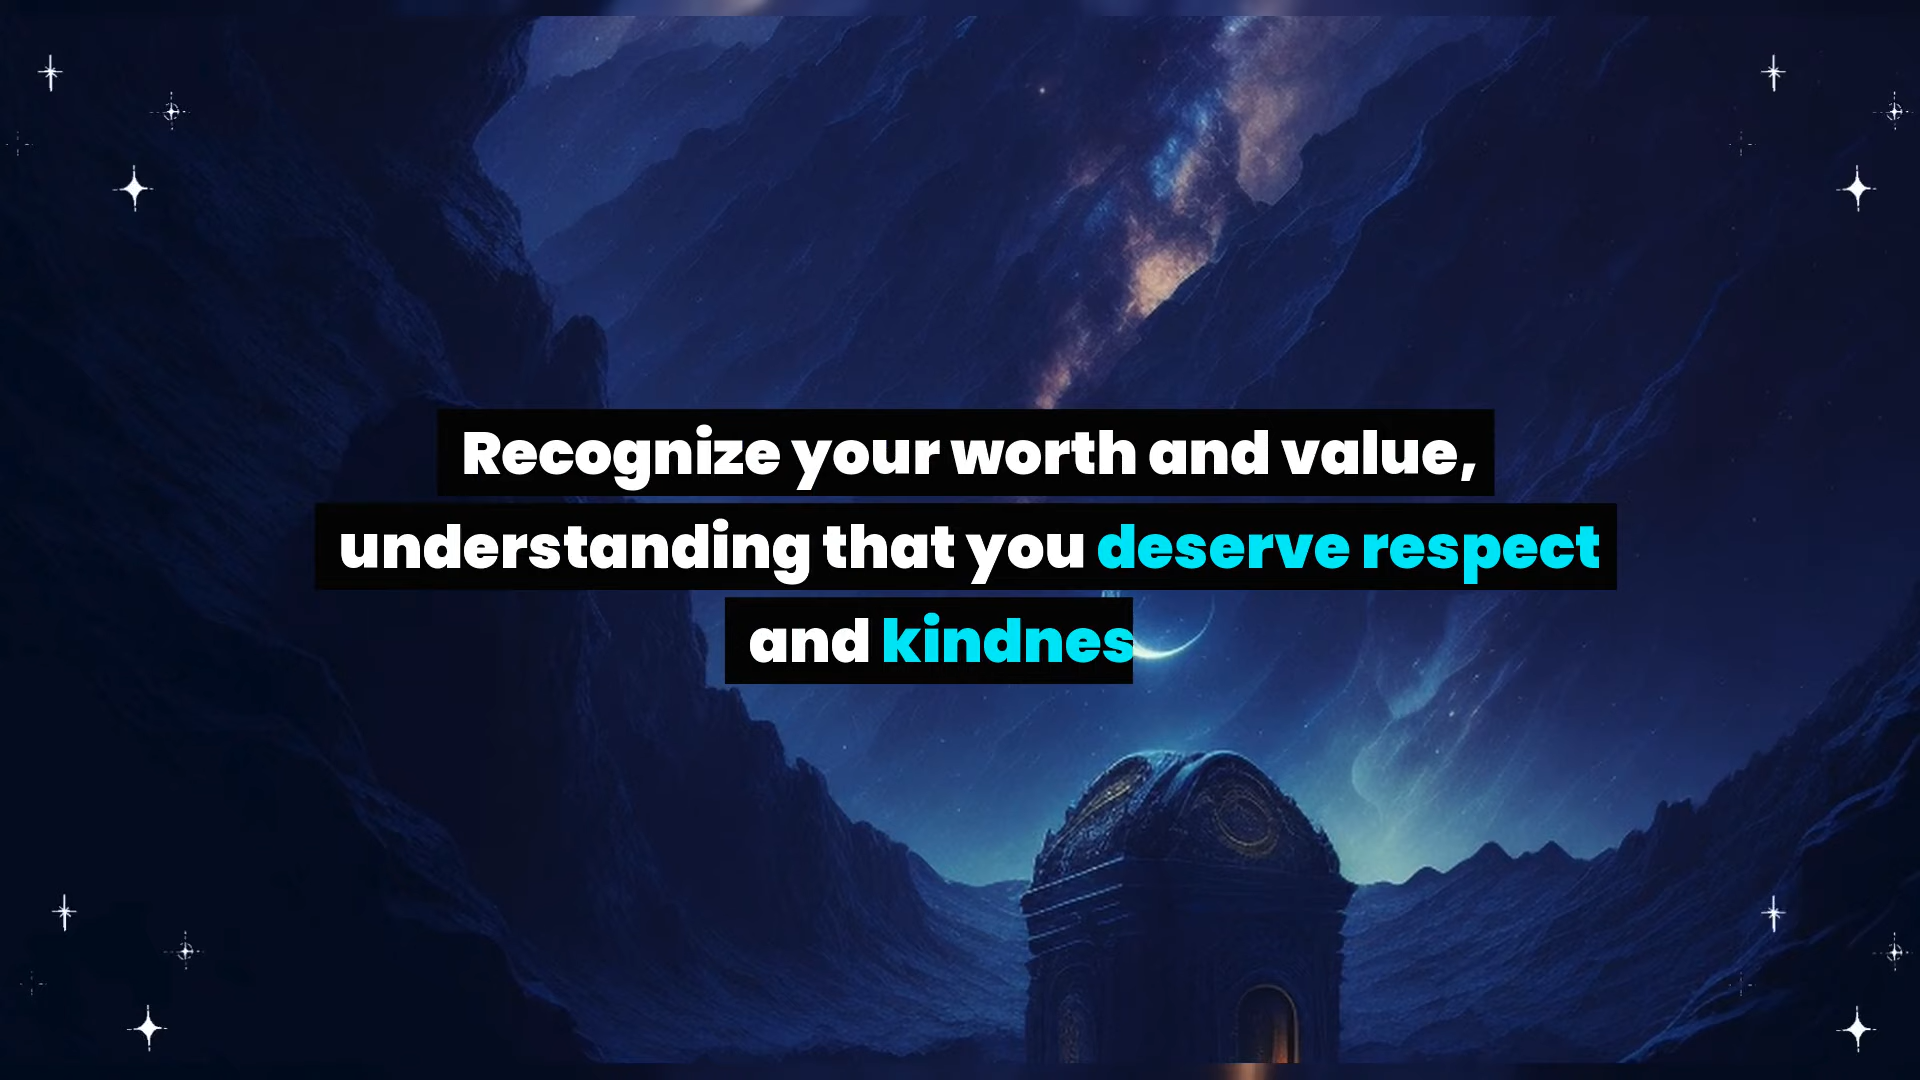 Recognize your worth and value,
understanding that you deserve respect
and kindnes